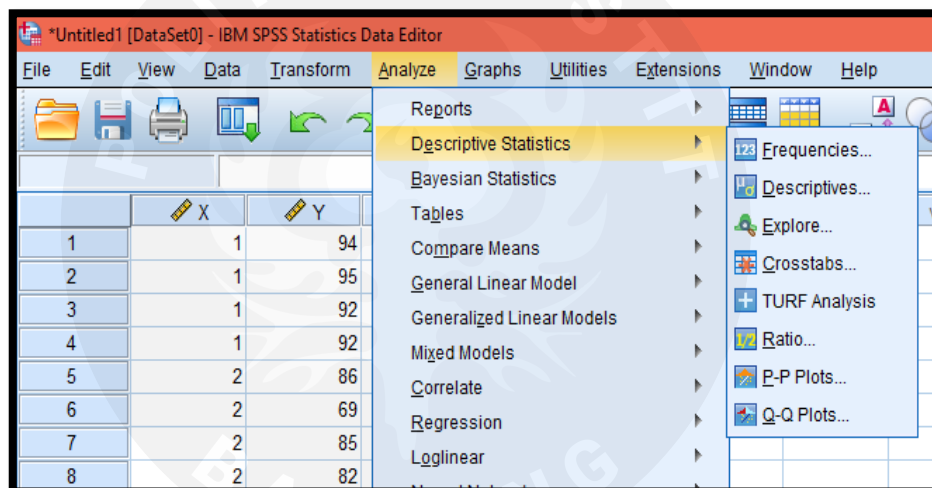 *Untitled1 [DataSet0] - IBM SPSS Statistics Data Editor
File Edit View Data Transform Analyze Graphs Utilities Extensions Window Help
Reports
Descriptive Statistics
Bayesian Statistics
Tables
Compare Means
General Linear Model
Generalized Linear Models
Mixed Models
Correlate
Regression
Loglinear
123 Frequencies...
Descriptives...
Explore...
Crosstabs...
TURF Analysis
1/2 Ratio...
P-P Plots...
Q-Q Plots...
A
X Y
1 1 94
2 1 95
3 1 92
4 1 92
5 2 86
6 2 69
7 2 85
8 2 82